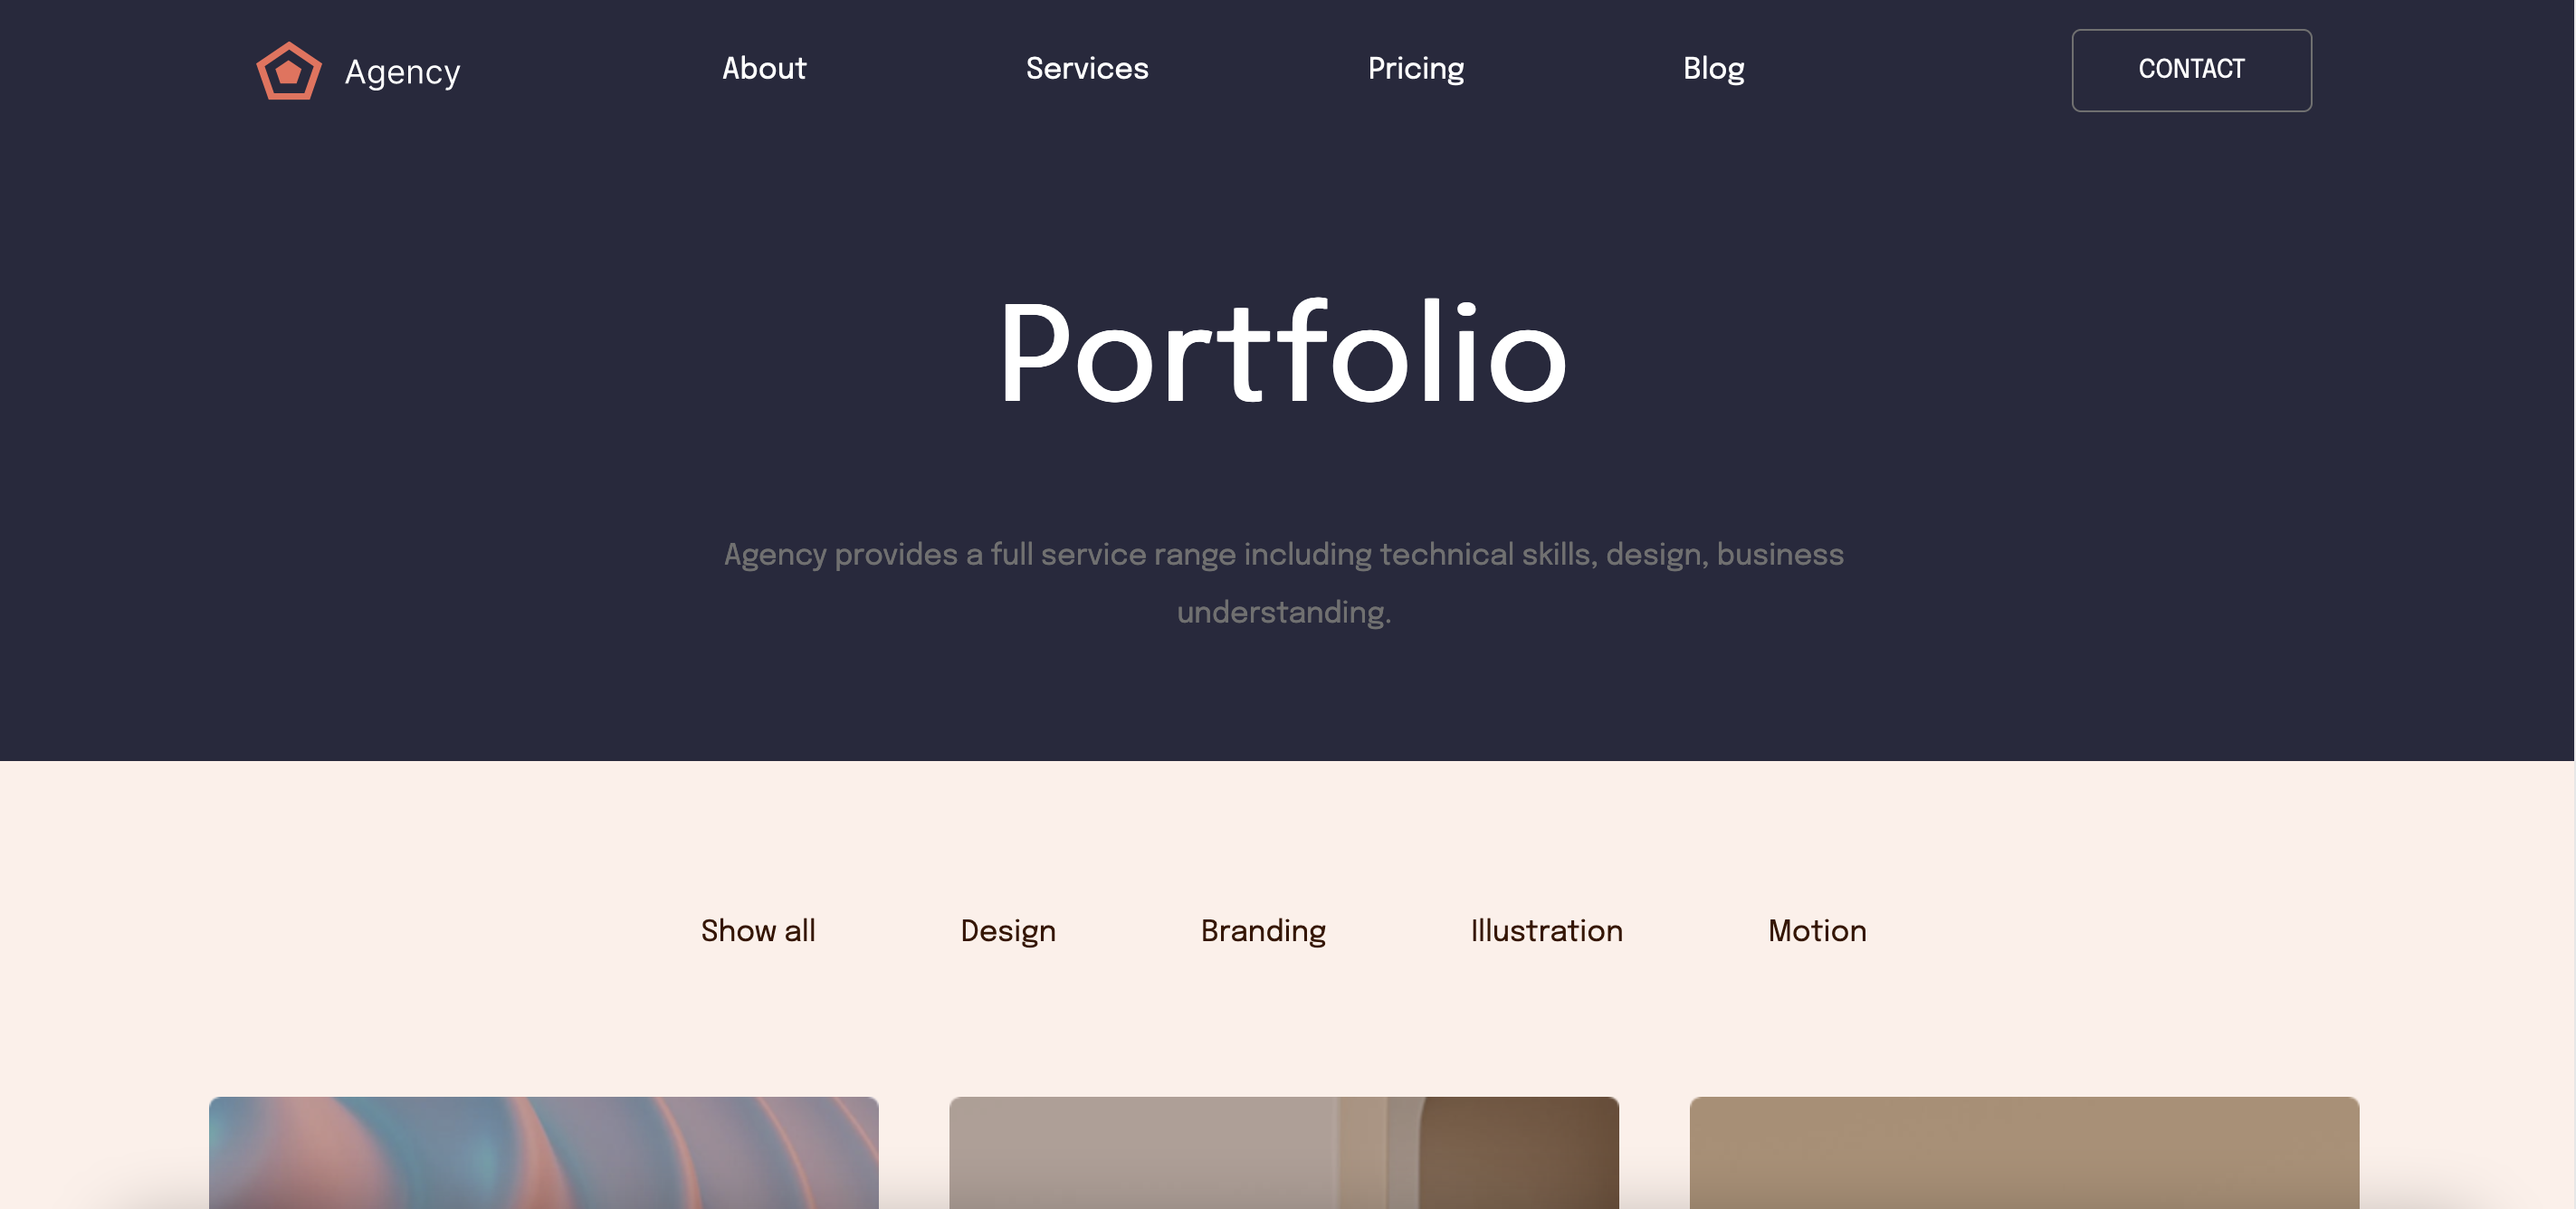 Agency
About
Services
Pricing
Blog
CONTACT
Portfolio
Agency provides a full service range including technical skills, design, business
understanding.
Show all
Design
Branding
Illustration
Motion